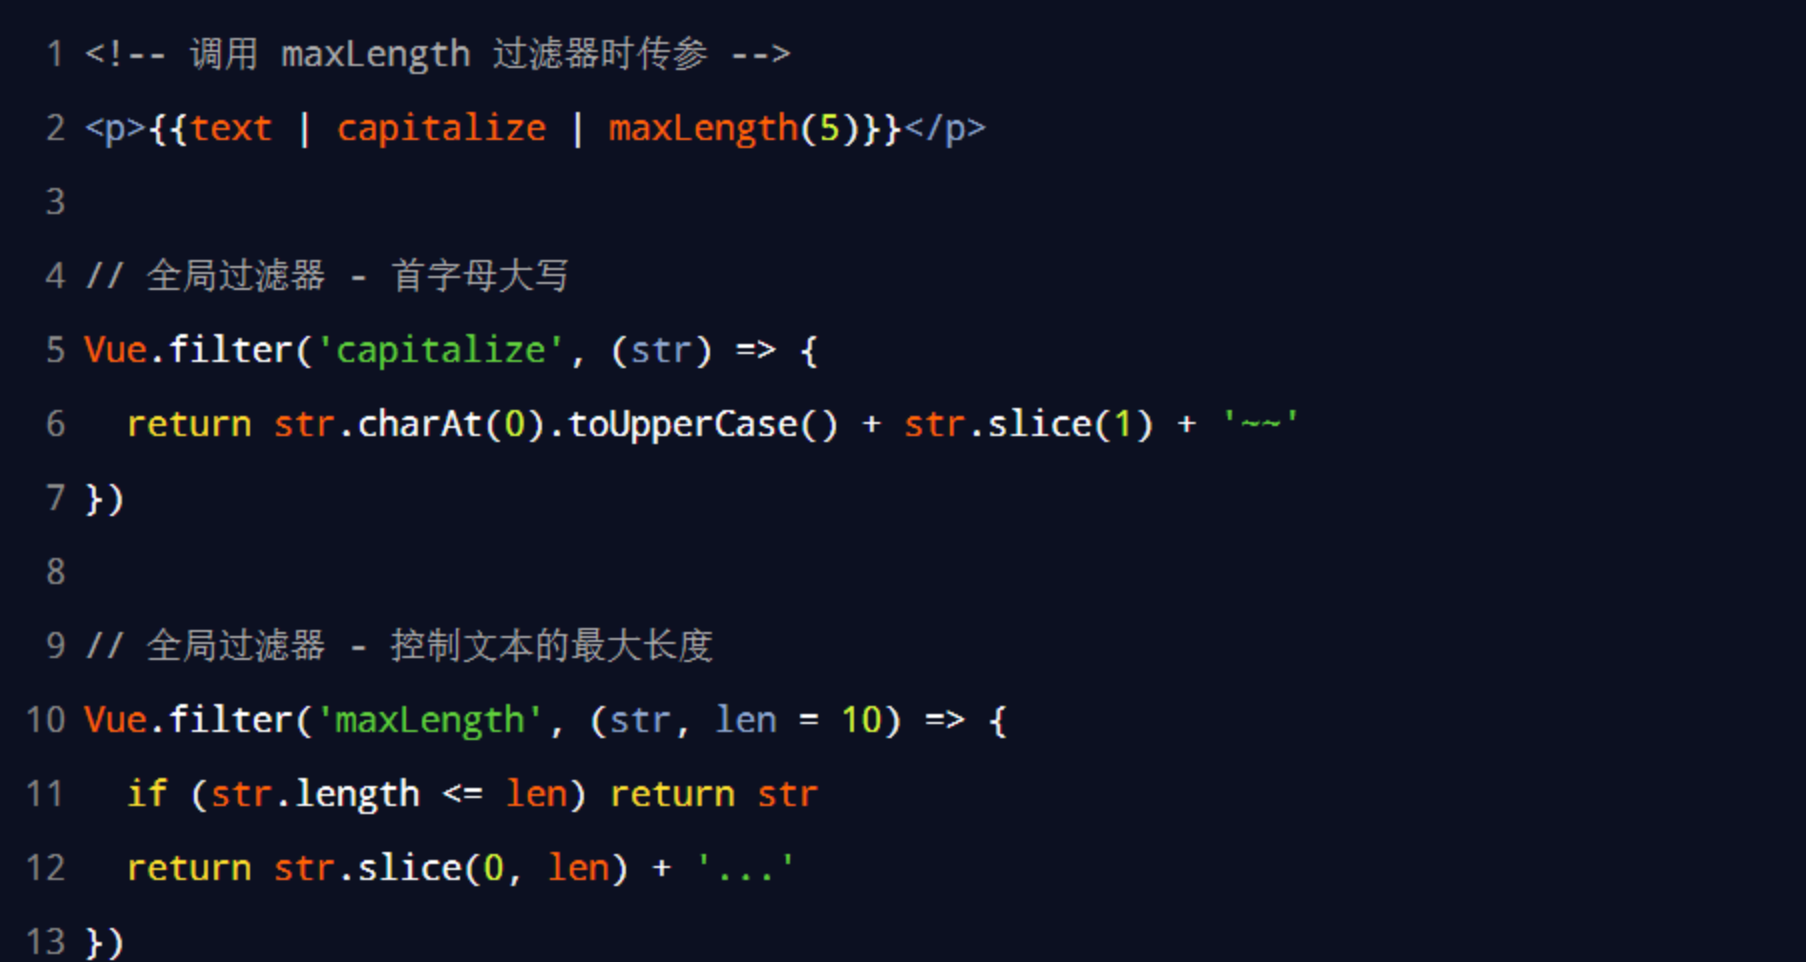 1 <!-- 调用 maxLength 过滤器时传参 -->
2 <p>{{text | capitalize | maxLength(5)}}</p>
3
4 // 全局过滤器 - 首字母大写
5 Vue.filter('capitalize', (str) => {
6   return str.charAt(0).toUpperCase() + str.slice(1) + '~~'
7 })
8
9 // 全局过滤器 - 控制文本的最大长度
10 Vue.filter('maxLength', (str, len = 10) => {
11   if (str.length <= len) return str
12   return str.slice(0, len) + '...'
13 })